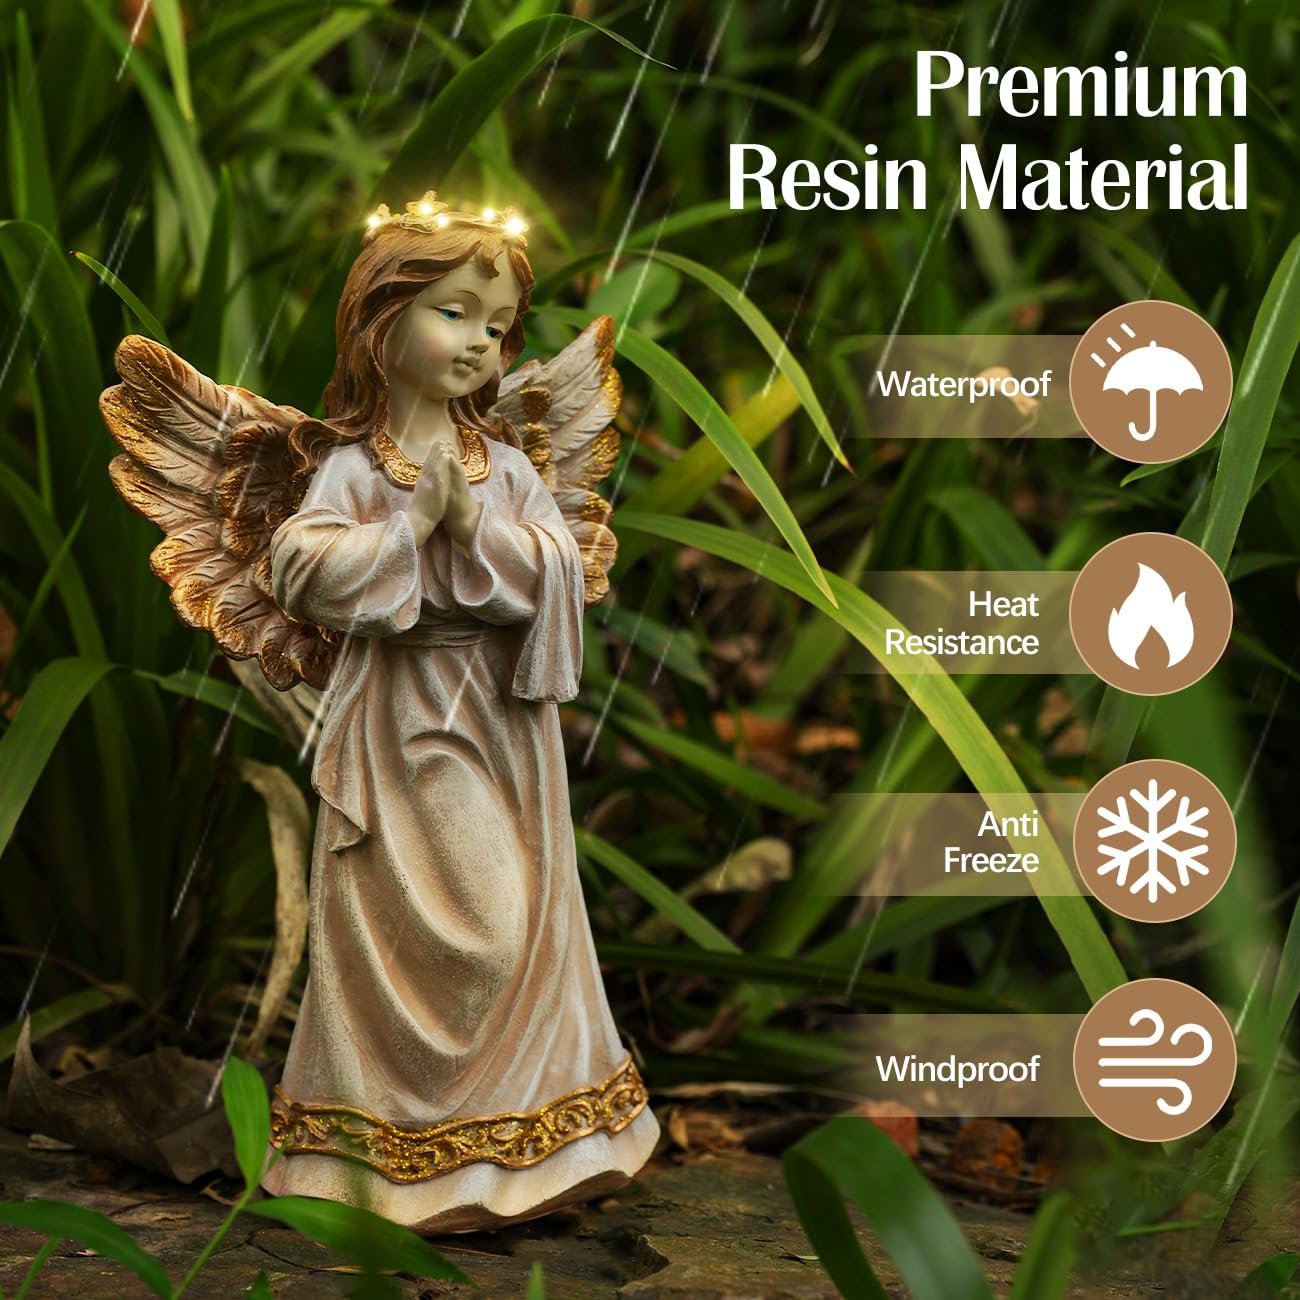 Premium
Resin Material
Waterproof
Heat
Resistance
Anti
Freeze
Windproof